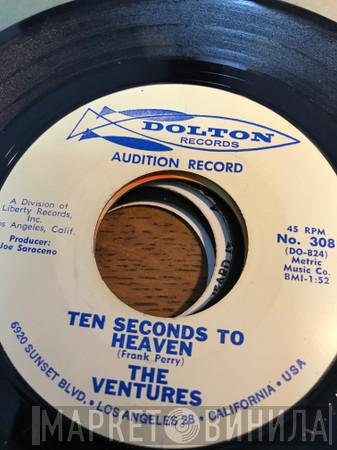 DOLTON
RECORDS
AUDITION RECORD
A Division of
Liberty Records,
Inc.
Los Angeles, Calif.
Producer:
Joe Saraceno
45 RPM
No. 308
(DO-824)
Metric
Music Co.
BMI-1:52
TEN SECONDS TO
HEAVEN
(Frank Perry)
THE
VENTURES
6920 SUNSET BLVD. • LOS ANGELES 28 • CALIFORNIA • USA
МАРКЕТ ВИНИЛА